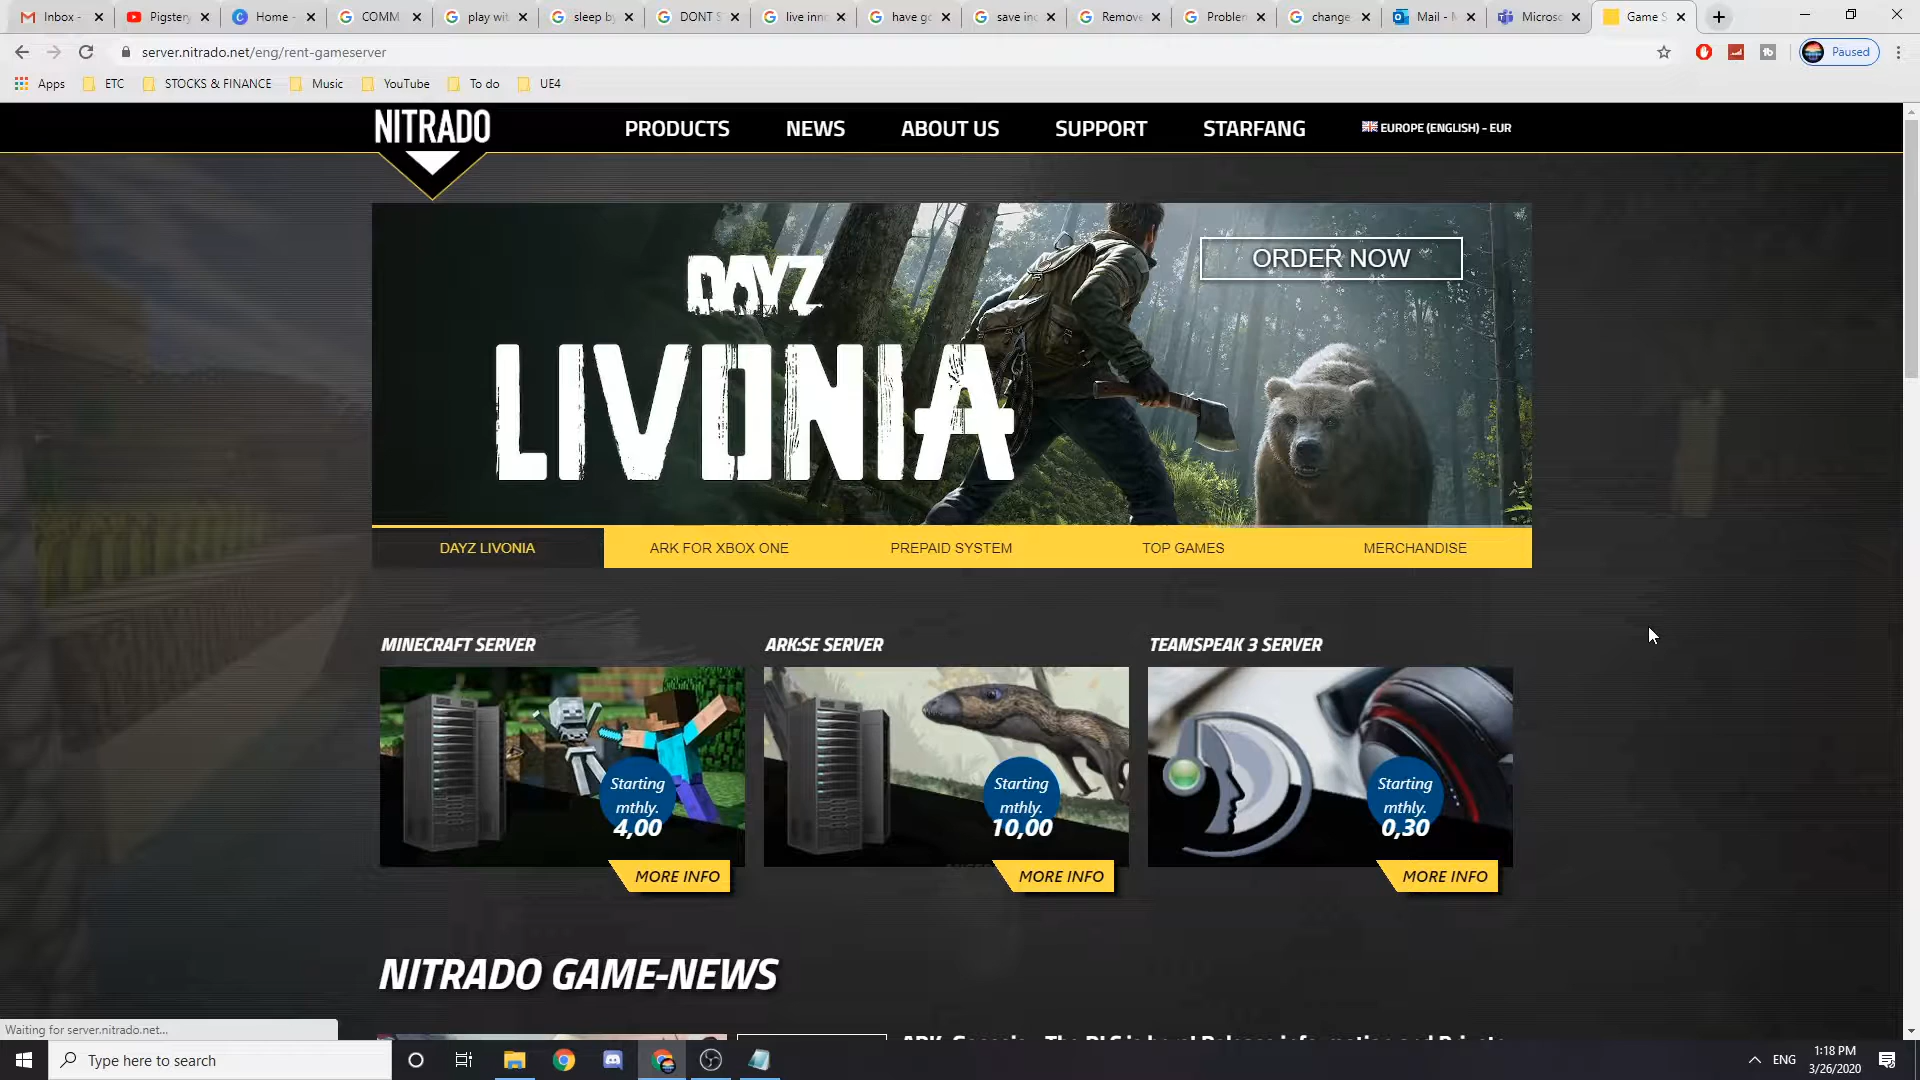 Inbox -
Pigstery
Home -
COMM
play wit
sleep by
DONT S
live inno
have go
save inc
Remove
Problem
change
Mail - M
Microso
Game S
server.nitrado.net/eng/rent-gameserver
Paused
Apps
ETC
STOCKS & FINANCE
Music
YouTube
To do
UE4
NITRADO
PRODUCTS
NEWS
ABOUT US
SUPPORT
STARFANG
EUROPE (ENGLISH) - EUR
DAYZ
LIVONIA
ORDER NOW
DAYZ LIVONIA
ARK FOR XBOX ONE
PREPAID SYSTEM
TOP GAMES
MERCHANDISE
MINECRAFT SERVER
Starting
mthly.
4,00
MORE INFO
ARK:SE SERVER
Starting
mthly.
10,00
MORE INFO
TEAMSPEAK 3 SERVER
Starting
mthly.
0,30
MORE INFO
NITRADO GAME-NEWS
Waiting for server.nitrado.net...
Type here to search
ENG
1:18 PM
3/26/2020